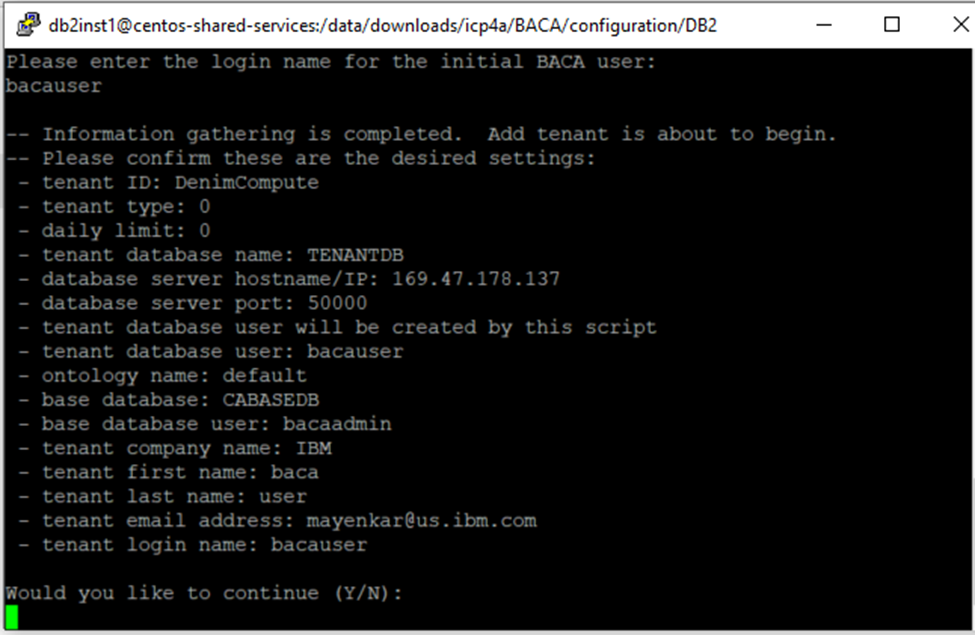 db2inst1@centos-shared-services:/data/downloads/icp4a/BACA/configuration/DB2
Please enter the login name for the initial BACA user:
bacauser
-- Information gathering is completed.  Add tenant is about to begin.
-- Please confirm these are the desired settings:
 - tenant ID: DenimCompute
 - tenant type: 0
 - daily limit: 0
 - tenant database name: TENANTDB
 - database server hostname/IP: 169.47.178.137
 - database server port: 50000
 - tenant database user will be created by this script
 - tenant database user: bacauser
 - ontology name: default
 - base database: CABASEDB
 - base database user: bacaadmin
 - tenant company name: IBM
 - tenant first name: baca
 - tenant last name: user
 - tenant email address: mayenkar@us.ibm.com
 - tenant login name: bacauser
Would you like to continue (Y/N):